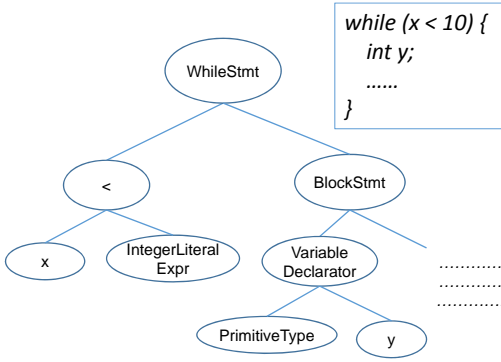 while (x < 10) {
int y;
......
}
WhileStmt
<
BlockStmt
x
IntegerLiteral
Expr
Variable
Declarator
.............
.............
.............
PrimitiveType
y